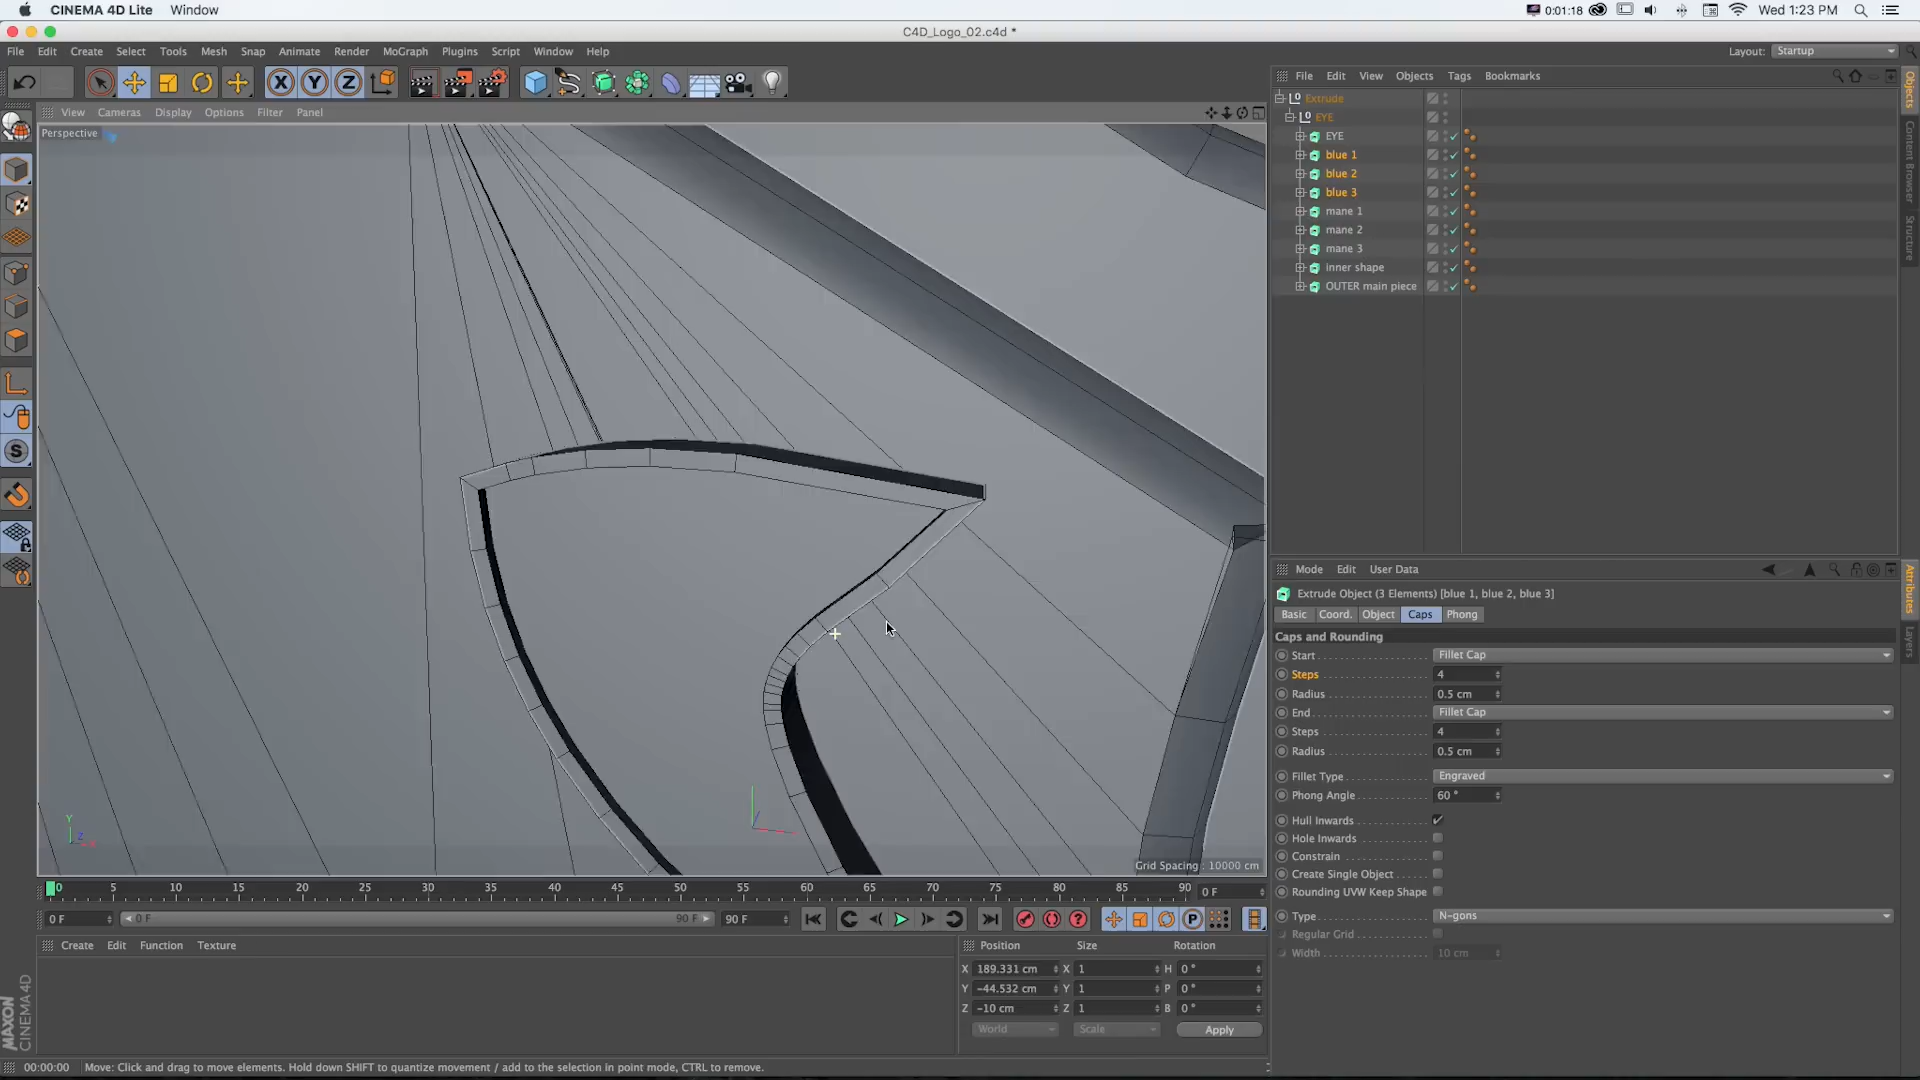 CINEMA 4D Lite Window 0:01:18 Wed 1:23 PM
C4D_Logo_02.c4d *
File Edit Create Select Tools Mesh Snap Animate Render MoGraph Plugins Script Window Help Layout: Startup
X Y Z
File Edit View Objects Tags Bookmarks
View Cameras Display Options Filter Panel
Perspective
Extrude
EYE
EYE
blue 1
blue 2
blue 3
mane 1
mane 2
mane 3
inner shape
OUTER main piece
Objects
Content Browser
Structure
Mode Edit User Data
Extrude Object (3 Elements) [blue 1, blue 2, blue 3]
Basic Coord. Object Caps Phong
Caps and Rounding
Start Fillet Cap
Steps 4
Radius 0.5 cm
End Fillet Cap
Steps 4
Radius 0.5 cm
Fillet Type Engraved
Phong Angle 60 °
Hull Inwards
Hole Inwards
Constrain
Create Single Object
Rounding UVW Keep Shape
Type N-gons
Regular Grid
Width 10 cm
Attributes
Layers
S
Y
Z
X
Grid Spacing : 10000 cm
0 5 10 15 20 25 30 35 40 45 50 55 60 65 70 75 80 85 90 0 F
0 F 0 F 90 F 90 F
P
Create Edit Function Texture
Position Size Rotation
X 189.331 cm X 1 H 0 °
Y -44.532 cm Y 1 P 0 °
Z -10 cm Z 1 B 0 °
World Scale Apply
MAXON
CINEMA 4D
00:00:00 Move: Click and drag to move elements. Hold down SHIFT to quantize movement / add to the selection in point mode, CTRL to remove.